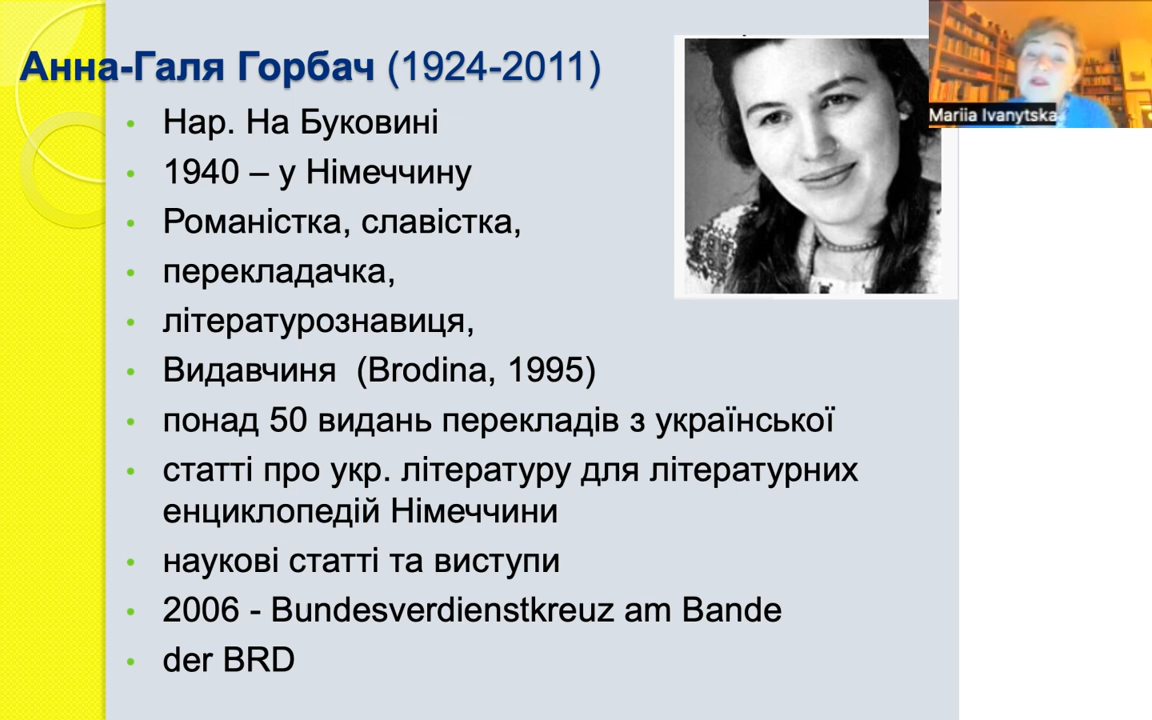 Анна-Галя Горбач (1924-2011)
Mariia Ivanytska
Нар. На Буковині
1940 – у Німеччину
Романістка, славістка,
перекладачка,
літературознавиця,
Видавчиня (Brodina, 1995)
понад 50 видань перекладів з української
статті про укр. літературу для літературних
енциклопедій Німеччини
наукові статті та виступи
2006 - Bundesverdienstkreuz am Bande
der BRD